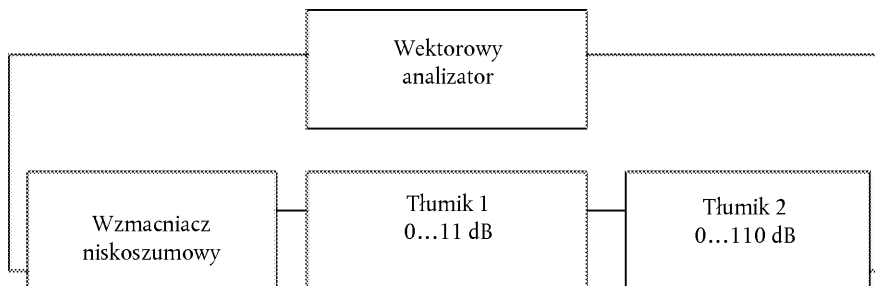 Wektorowy
analizator
Wzmacniacz
niskoszumowy
Tłumik 1
0…11 dB
Tłumik 2
0…110 dB